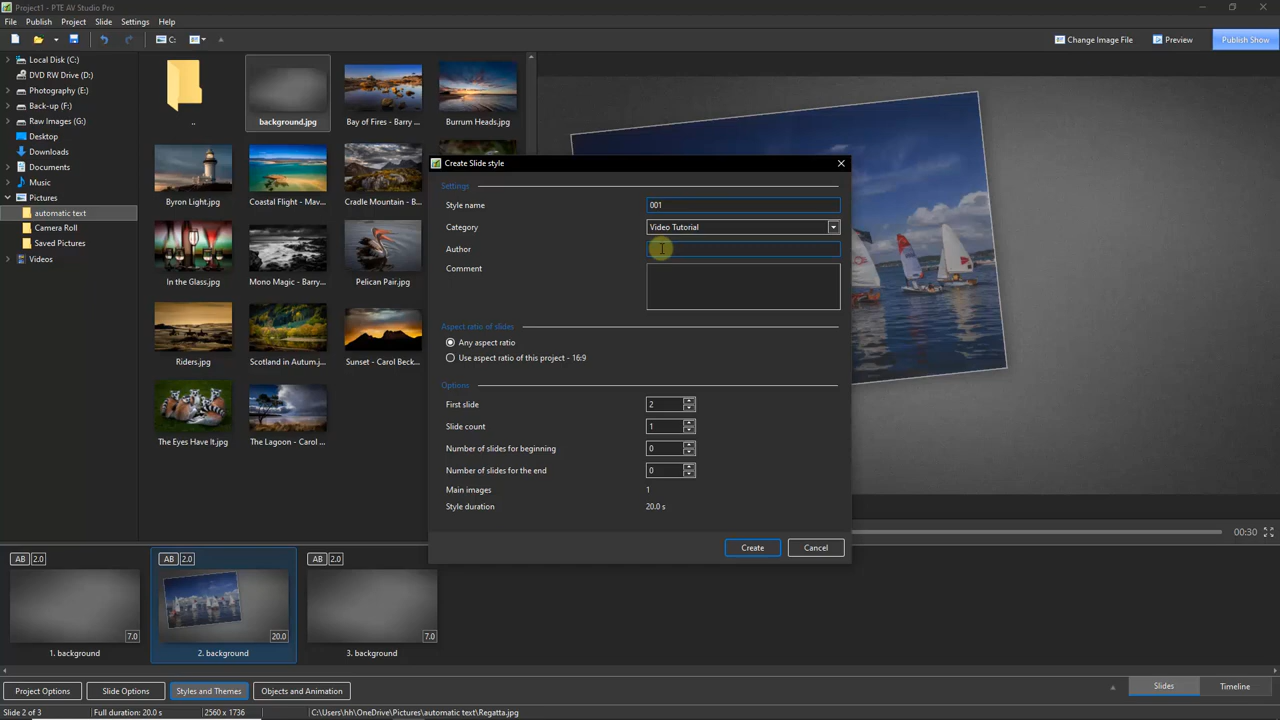 Project1 - PTE AV Studio Pro
File Publish Project Slide Settings Help
C:
Change Image File Preview Publish Show
Local Disk (C:)
DVD RW Drive (D:)
Photography (E:)
Back-up (F:)
Raw Images (G:)
Desktop
Downloads
Documents
Music
Pictures
automatic text
Camera Roll
Saved Pictures
Videos
..
background.jpg
Bay of Fires - Barry ...
Burrum Heads.jpg
Byron Light.jpg
Coastal Flight - Mav...
Cradle Mountain - B...
In the Glass.jpg
Mono Magic - Barry...
Pelican Pair.jpg
Riders.jpg
Scotland in Autum.j...
Sunset - Carol Beck...
The Eyes Have It.jpg
The Lagoon - Carol ...
Create Slide style
Settings
Style name 001
Category Video Tutorial
Author
Comment
Aspect ratio of slides
Any aspect ratio
Use aspect ratio of this project - 16:9
Options
First slide 2
Slide count 1
Number of slides for beginning 0
Number of slides for the end 0
Main images 1
Style duration 20.0 s
Create Cancel
00:30
AB 2.0
7.0
1. background
AB 2.0
20.0
2. background
AB 2.0
7.0
3. background
Project Options Slide Options Styles and Themes Objects and Animation Slides Timeline
Slide 2 of 3 Full duration: 20.0 s 2560 x 1736 C:\Users\hh\OneDrive\Pictures\automatic text\Regatta.jpg